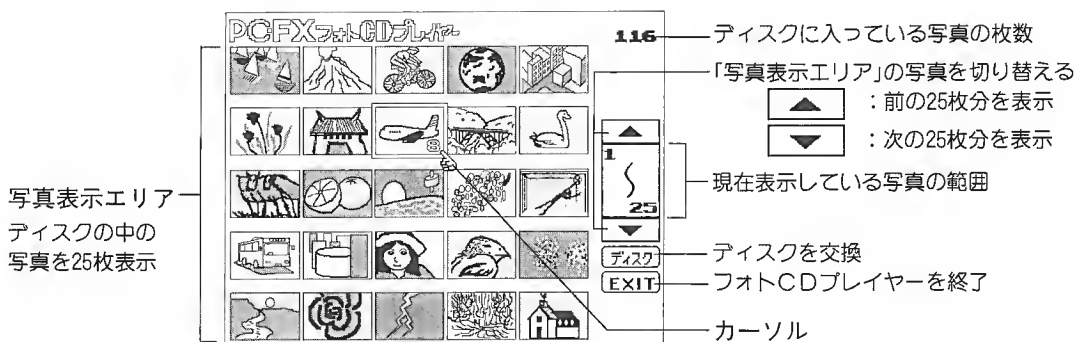 PCFXフォトCDプレイヤー
116
8
1
25
ディスク
EXIT
写真表示エリア
ディスクの中の
写真を25枚表示
ディスクに入っている写真の枚数
「写真表示エリア」の写真を切り替える
▲ :前の25枚分を表示
▼ :次の25枚分を表示
現在表示している写真の範囲
ディスクを交換
フォトCDプレイヤーを終了
カーソル